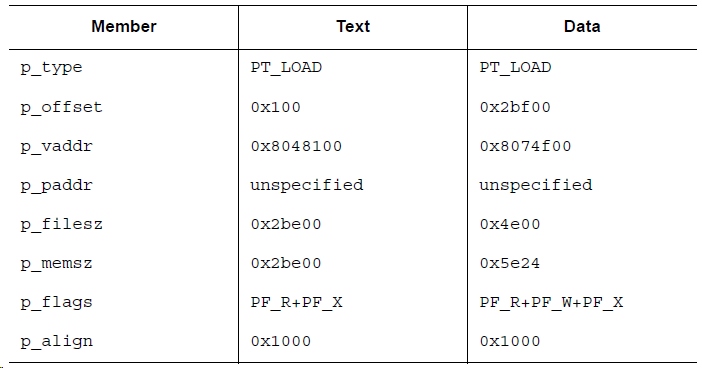 Member Text Data
p_type PT_LOAD PT_LOAD
p_offset 0x100 0x2bf00
p_vaddr 0x8048100 0x8074f00
p_paddr unspecified unspecified
p_filesz 0x2be00 0x4e00
p_memsz 0x2be00 0x5e24
p_flags PF_R+PF_X PF_R+PF_W+PF_X
p_align 0x1000 0x1000